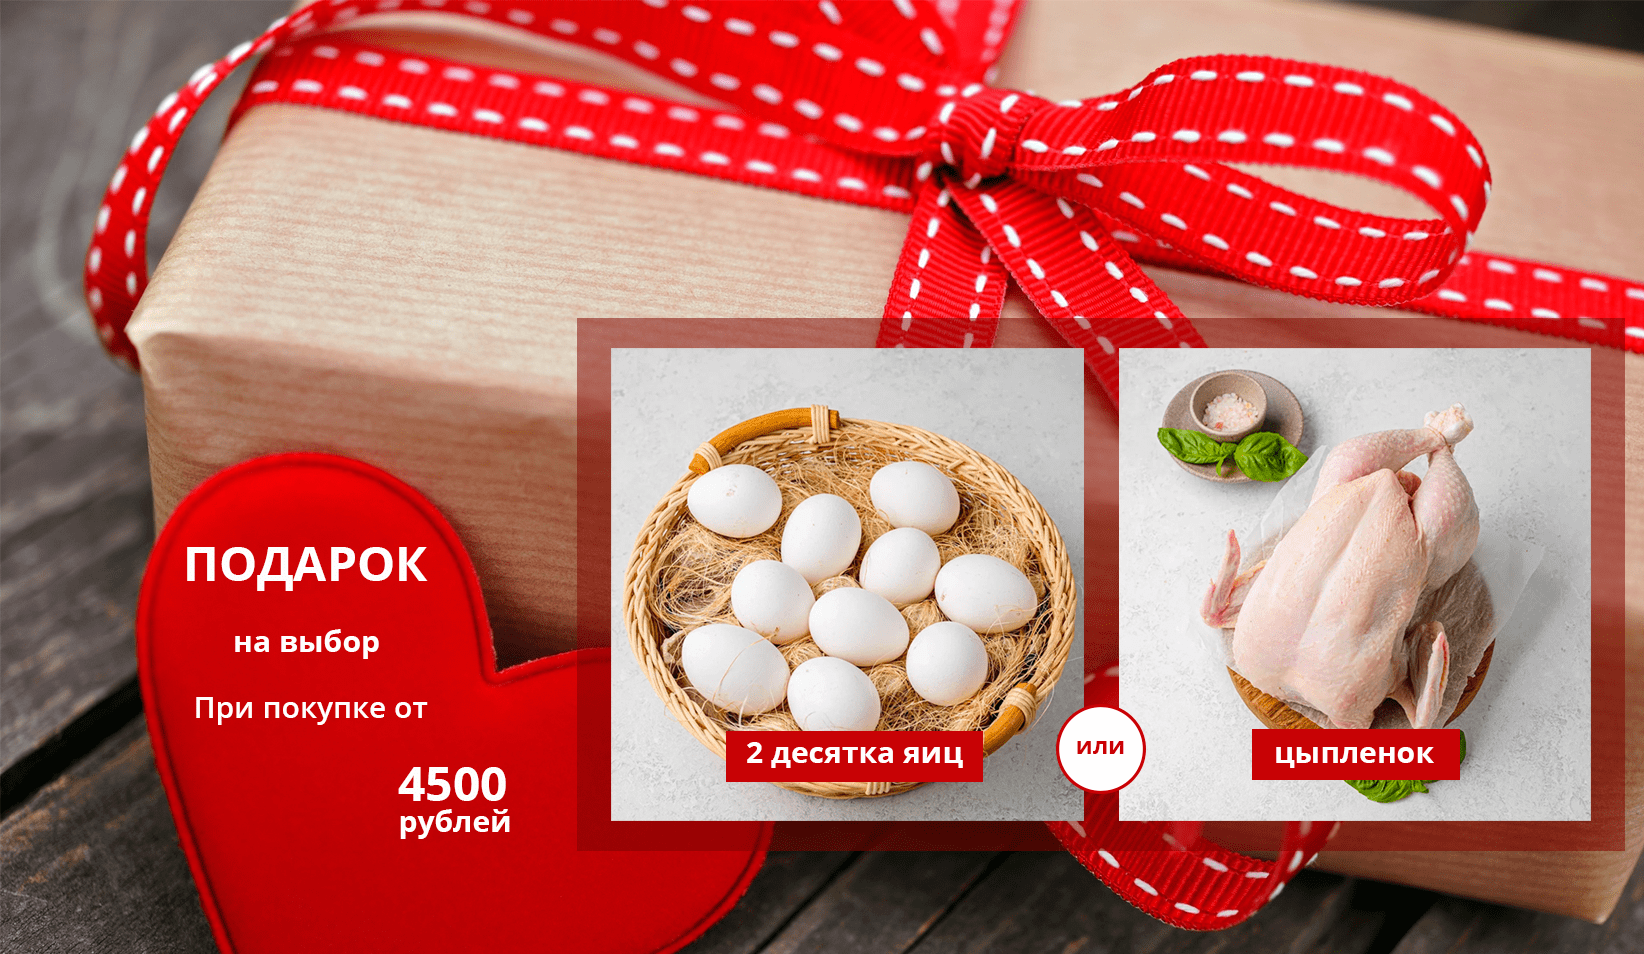 ПОДАРОК
на выбор
При покупке от
4500
рублей
2 десятка яиц
или
цыпленок